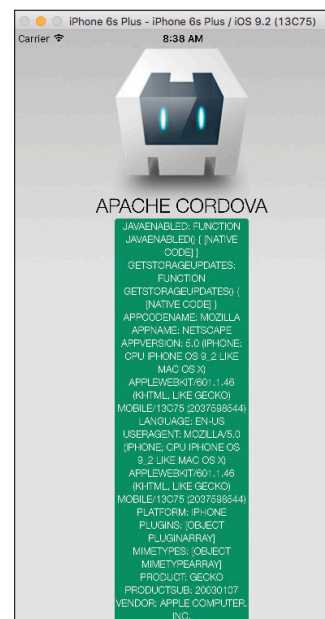 iPhone 6s Plus - iPhone 6s Plus / iOS 9.2 (13C75)
Carrier 8:38 AM
APACHE CORDOVA
JAVAENABLED: FUNCTION
JAVAENABLED() { [NATIVE
CODE] }
GETSTORAGEUPDATES:
FUNCTION
GETSTORAGEUPDATES() {
[NATIVE CODE] }
APPCODENAME: MOZILLA
APPNAME: NETSCAPE
APPVERSION: 5.0 (IPHONE;
CPU IPHONE OS 9_2 LIKE
MAC OS X)
APPLEWEBKIT/601.1.46
(KHTML, LIKE GECKO)
MOBILE/13C75 (2037598544)
LANGUAGE: EN-US
USERAGENT: MOZILLA/5.0
(IPHONE; CPU IPHONE OS
9_2 LIKE MAC OS X)
APPLEWEBKIT/601.1.46
(KHTML, LIKE GECKO)
MOBILE/13C75 (2037598544)
PLATFORM: IPHONE
PLUGINS: [OBJECT
PLUGINARRAY]
MIMETYPES: [OBJECT
MIMETYPEARRAY]
PRODUCT: GECKO
PRODUCTSUB: 20030107
VENDOR: APPLE COMPUTER,
INC.